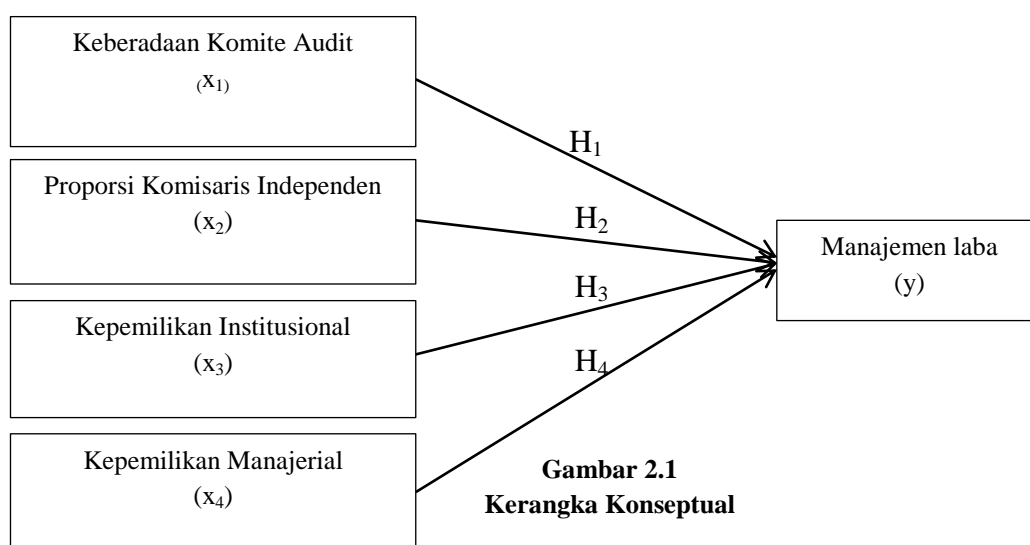 Keberadaan Komite Audit
(x₁)
H₁
Proporsi Komisaris Independen
(x₂)
H₂
Manajemen laba
(y)
Kepemilikan Institusional
(x₃)
H₃
H₄
Kepemilikan Manajerial
(x₄)
Gambar 2.1
Kerangka Konseptual